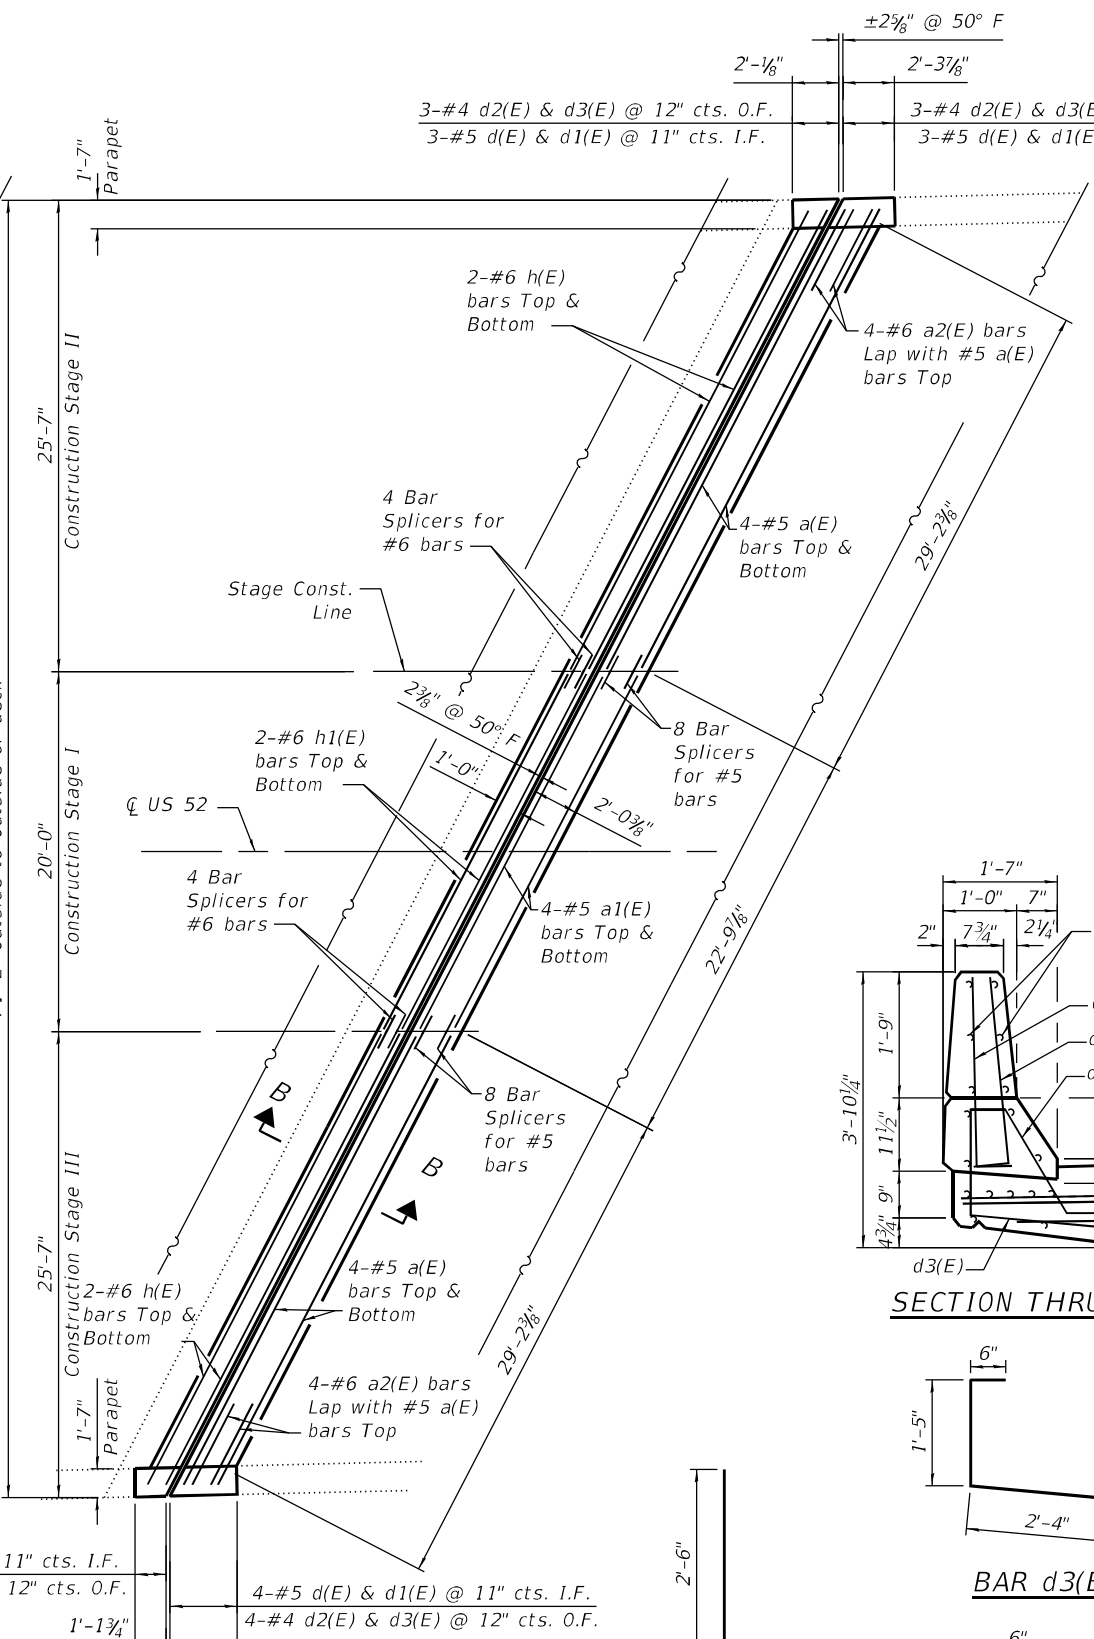 ±2⅝" @ 50° F
2'-⅛"
2'-3⅞"
3-#4 d2(E) & d3(E) @ 12" cts. O.F.
3-#5 d(E) & d1(E) @ 11" cts. I.F.
3-#4 d2(E) & d3(E
3-#5 d(E) & d1(E
1'-7"
Parapet
2-#6 h(E)
bars Top &
Bottom
4-#6 a2(E) bars
Lap with #5 a(E)
bars Top
25'-7"
Construction Stage II
4 Bar
Splicers for
#6 bars
4-#5 a(E)
bars Top &
Bottom
29'-2⅜"
Stage Const.
Line
2⅜" @ 50° F
1'-0"
2'-0⅜"
8 Bar
Splicers
for #5
bars
2-#6 h1(E)
bars Top &
Bottom
℄ US 52
20'-0"
Construction Stage I
4 Bar
Splicers for
#6 bars
4-#5 a1(E)
bars Top &
Bottom
22'-9⅞"
1'-7"
1'-0"
7"
2"
7¾"
2¼"
1'-9"
3'-10¼"
11½"
9"
4¾"
d3(E)
SECTION THRU
B
B
8 Bar
Splicers
for #5
bars
25'-7"
Construction Stage III
2-#6 h(E)
bars Top &
Bottom
4-#5 a(E)
bars Top &
Bottom
29'-2⅜"
4-#6 a2(E) bars
Lap with #5 a(E)
bars Top
1'-7"
Parapet
6"
1'-5"
2'-4"
BAR d3(E
6"
2'-6"
11" cts. I.F.
12" cts. O.F.
1'-1¾"
4-#5 d(E) & d1(E) @ 11" cts. I.F.
4-#4 d2(E) & d3(E) @ 12" cts. O.F.